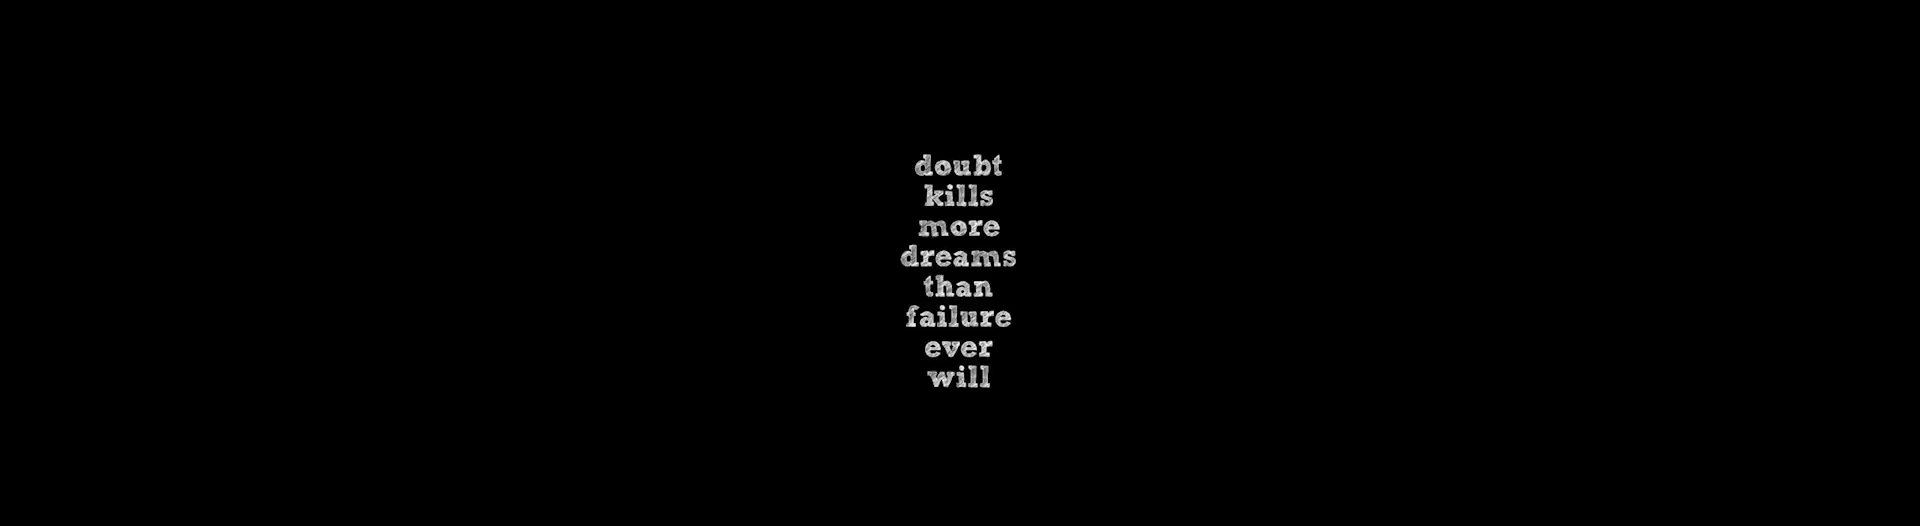 doubt
kills
more
dreams
than
failure
ever
will